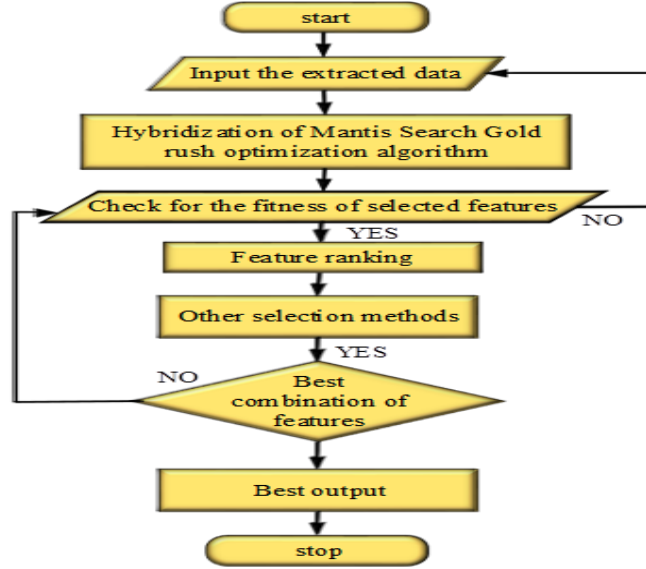 start
Input the extracted data
Hybridization of Mantis Search Gold
rush optimization algorithm
Check for the fitness of selected features
NO
YES
Feature ranking
Other selection methods
YES
NO
Best
combination of
features
Best output
stop